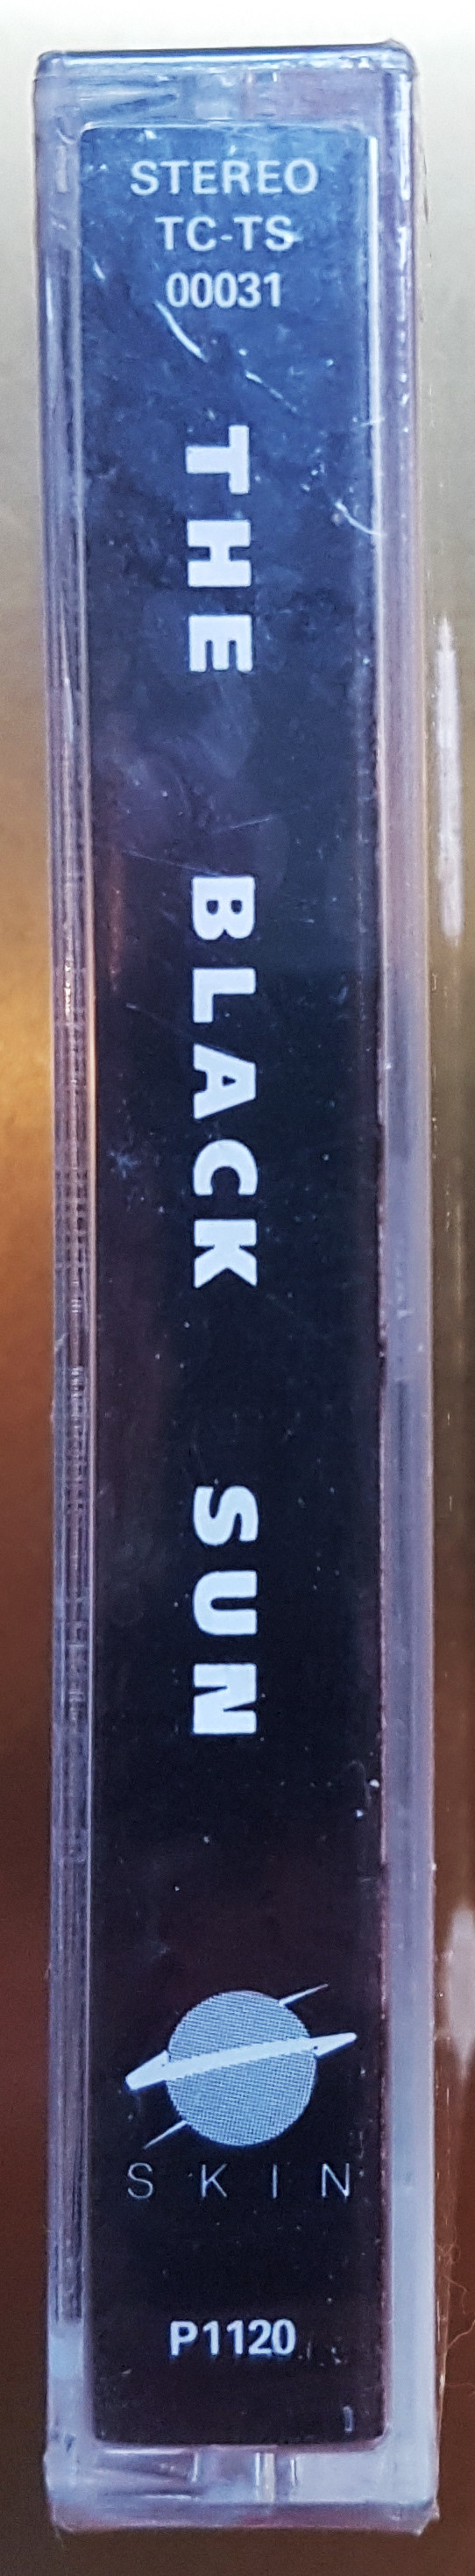 STEREO
TC-TS
00031
THE BLACK SUN
SKIN
P1120